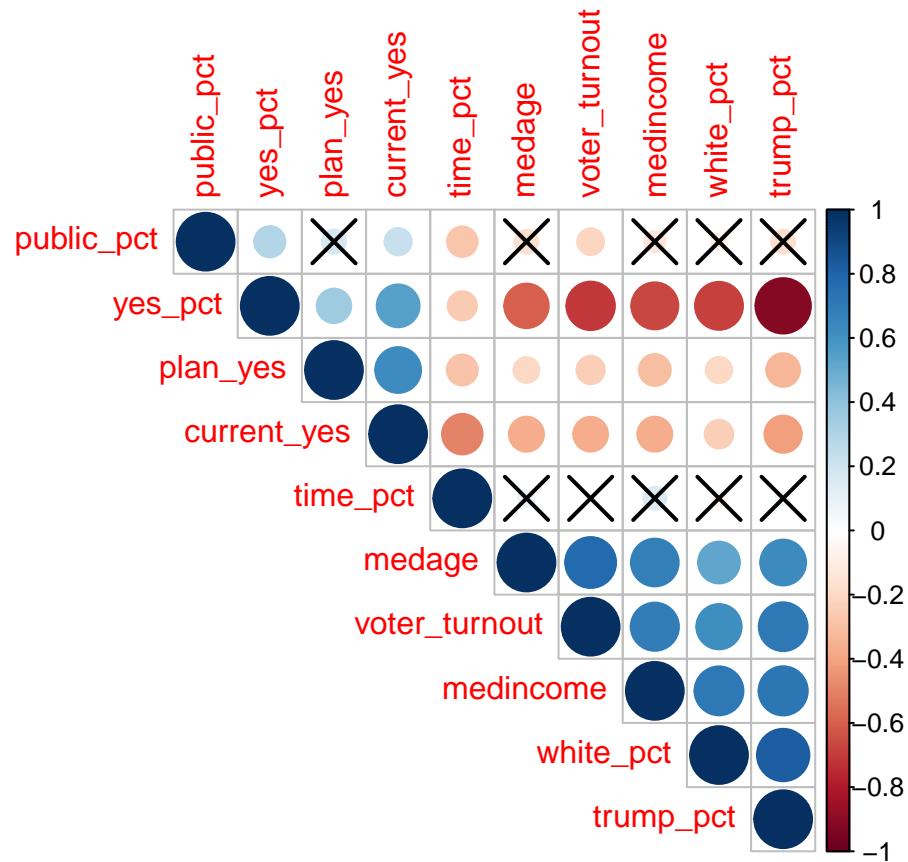 public_pct
yes_pct
plan_yes
current_yes
time_pct
medage
voter_turnout
medincome
white_pct
trump_pct
public_pct
yes_pct
plan_yes
current_yes
time_pct
medage
voter_turnout
medincome
white_pct
trump_pct
1
0.8
0.6
0.4
0.2
0
−0.2
−0.4
−0.6
−0.8
−1